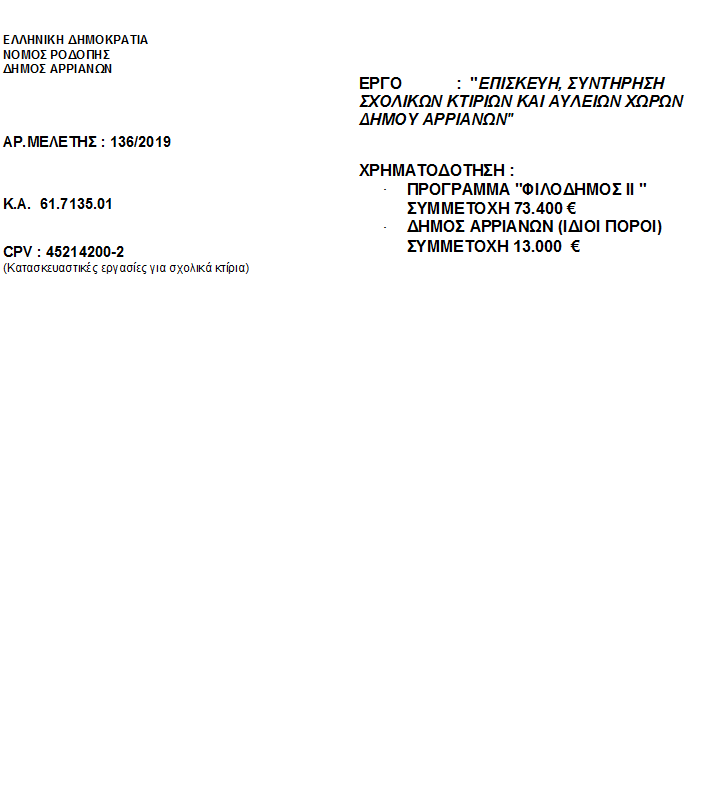 ΕΛΛΗΝΙΚΗ ΔΗΜΟΚΡΑΤΙΑ
ΝΟΜΟΣ ΡΟΔΟΠΗΣ
ΔΗΜΟΣ ΑΡΡΙΑΝΩΝ
ΑΡ.ΜΕΛΕΤΗΣ : 136/2019
Κ.Α. 61.7135.01
CPV : 45214200-2
(Κατασκευαστικές εργασίες για σχολικά κτίρια)
ΕΡΓΟ : "ΕΠΙΣΚΕΥΗ, ΣΥΝΤΗΡΗΣΗ
ΣΧΟΛΙΚΩΝ ΚΤΙΡΙΩΝ ΚΑΙ ΑΥΛΕΙΩΝ ΧΩΡΩΝ
ΔΗΜΟΥ ΑΡΡΙΑΝΩΝ"
ΧΡΗΜΑΤΟΔΟΤΗΣΗ :
· ΠΡΟΓΡΑΜΜΑ "ΦΙΛΟΔΗΜΟΣ ΙΙ "
ΣΥΜΜΕΤΟΧΗ 73.400 €
· ΔΗΜΟΣ ΑΡΡΙΑΝΩΝ (ΙΔΙΟΙ ΠΟΡΟΙ)
ΣΥΜΜΕΤΟΧΗ 13.000 €